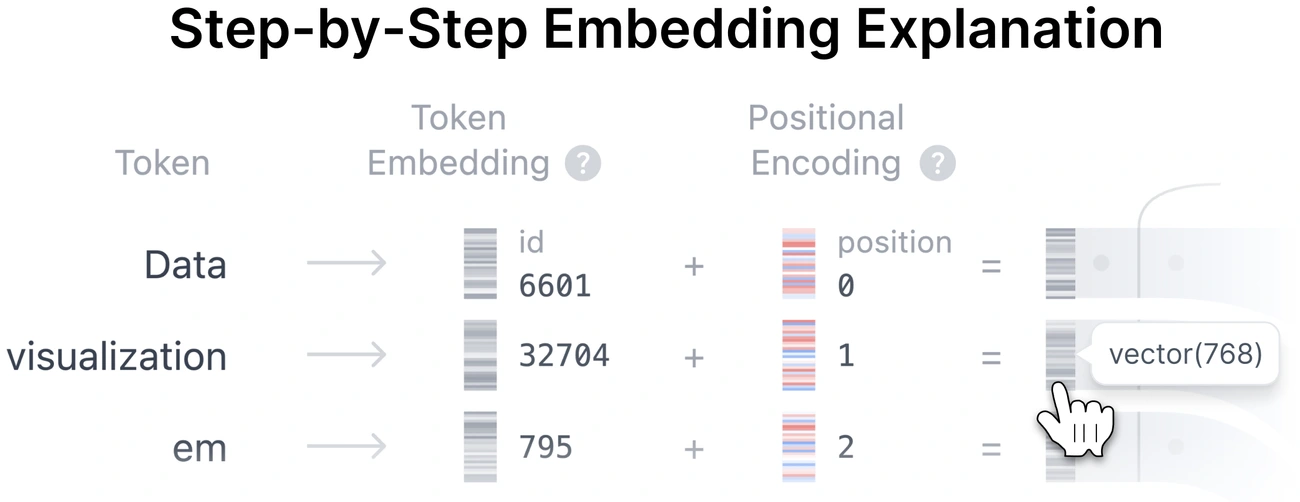 Step-by-Step Embedding Explanation
Token
Token Embedding ?
Positional Encoding ?
Data → id 6601 + position 0 =
visualization → 32704 + 1 = vector(768)
em → 795 + 2 =